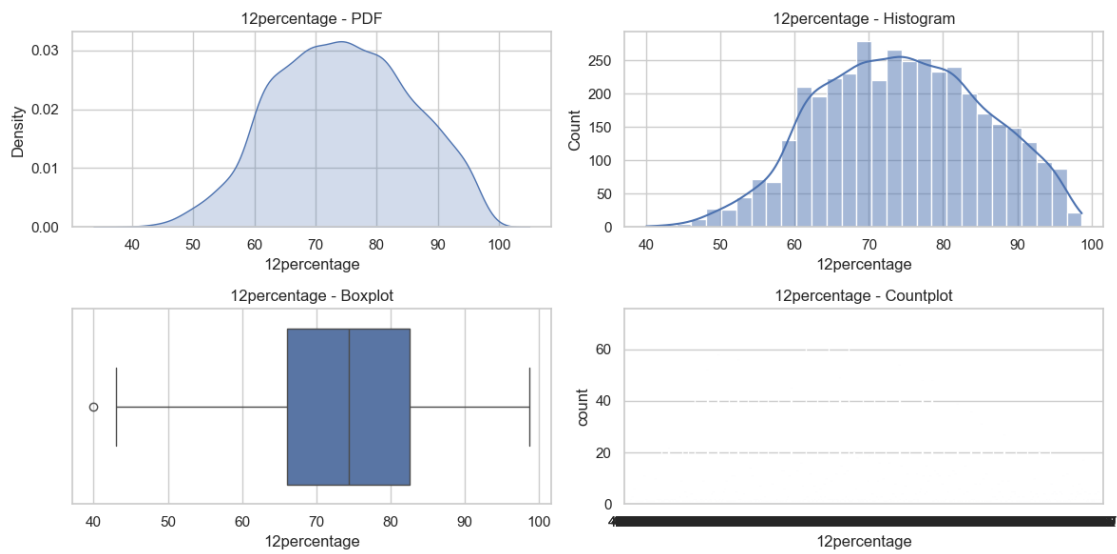 12percentage - PDF
0.03
0.02
0.01
0.00
Density
40 50 60 70 80 90 100
12percentage
12percentage - Histogram
250
200
150
100
50
0
Count
40 50 60 70 80 90
12percentage
12percentage - Boxplot
40 50 60 70 80 90 100
12percentage
12percentage - Countplot
60
40
20
0
count
12percentage